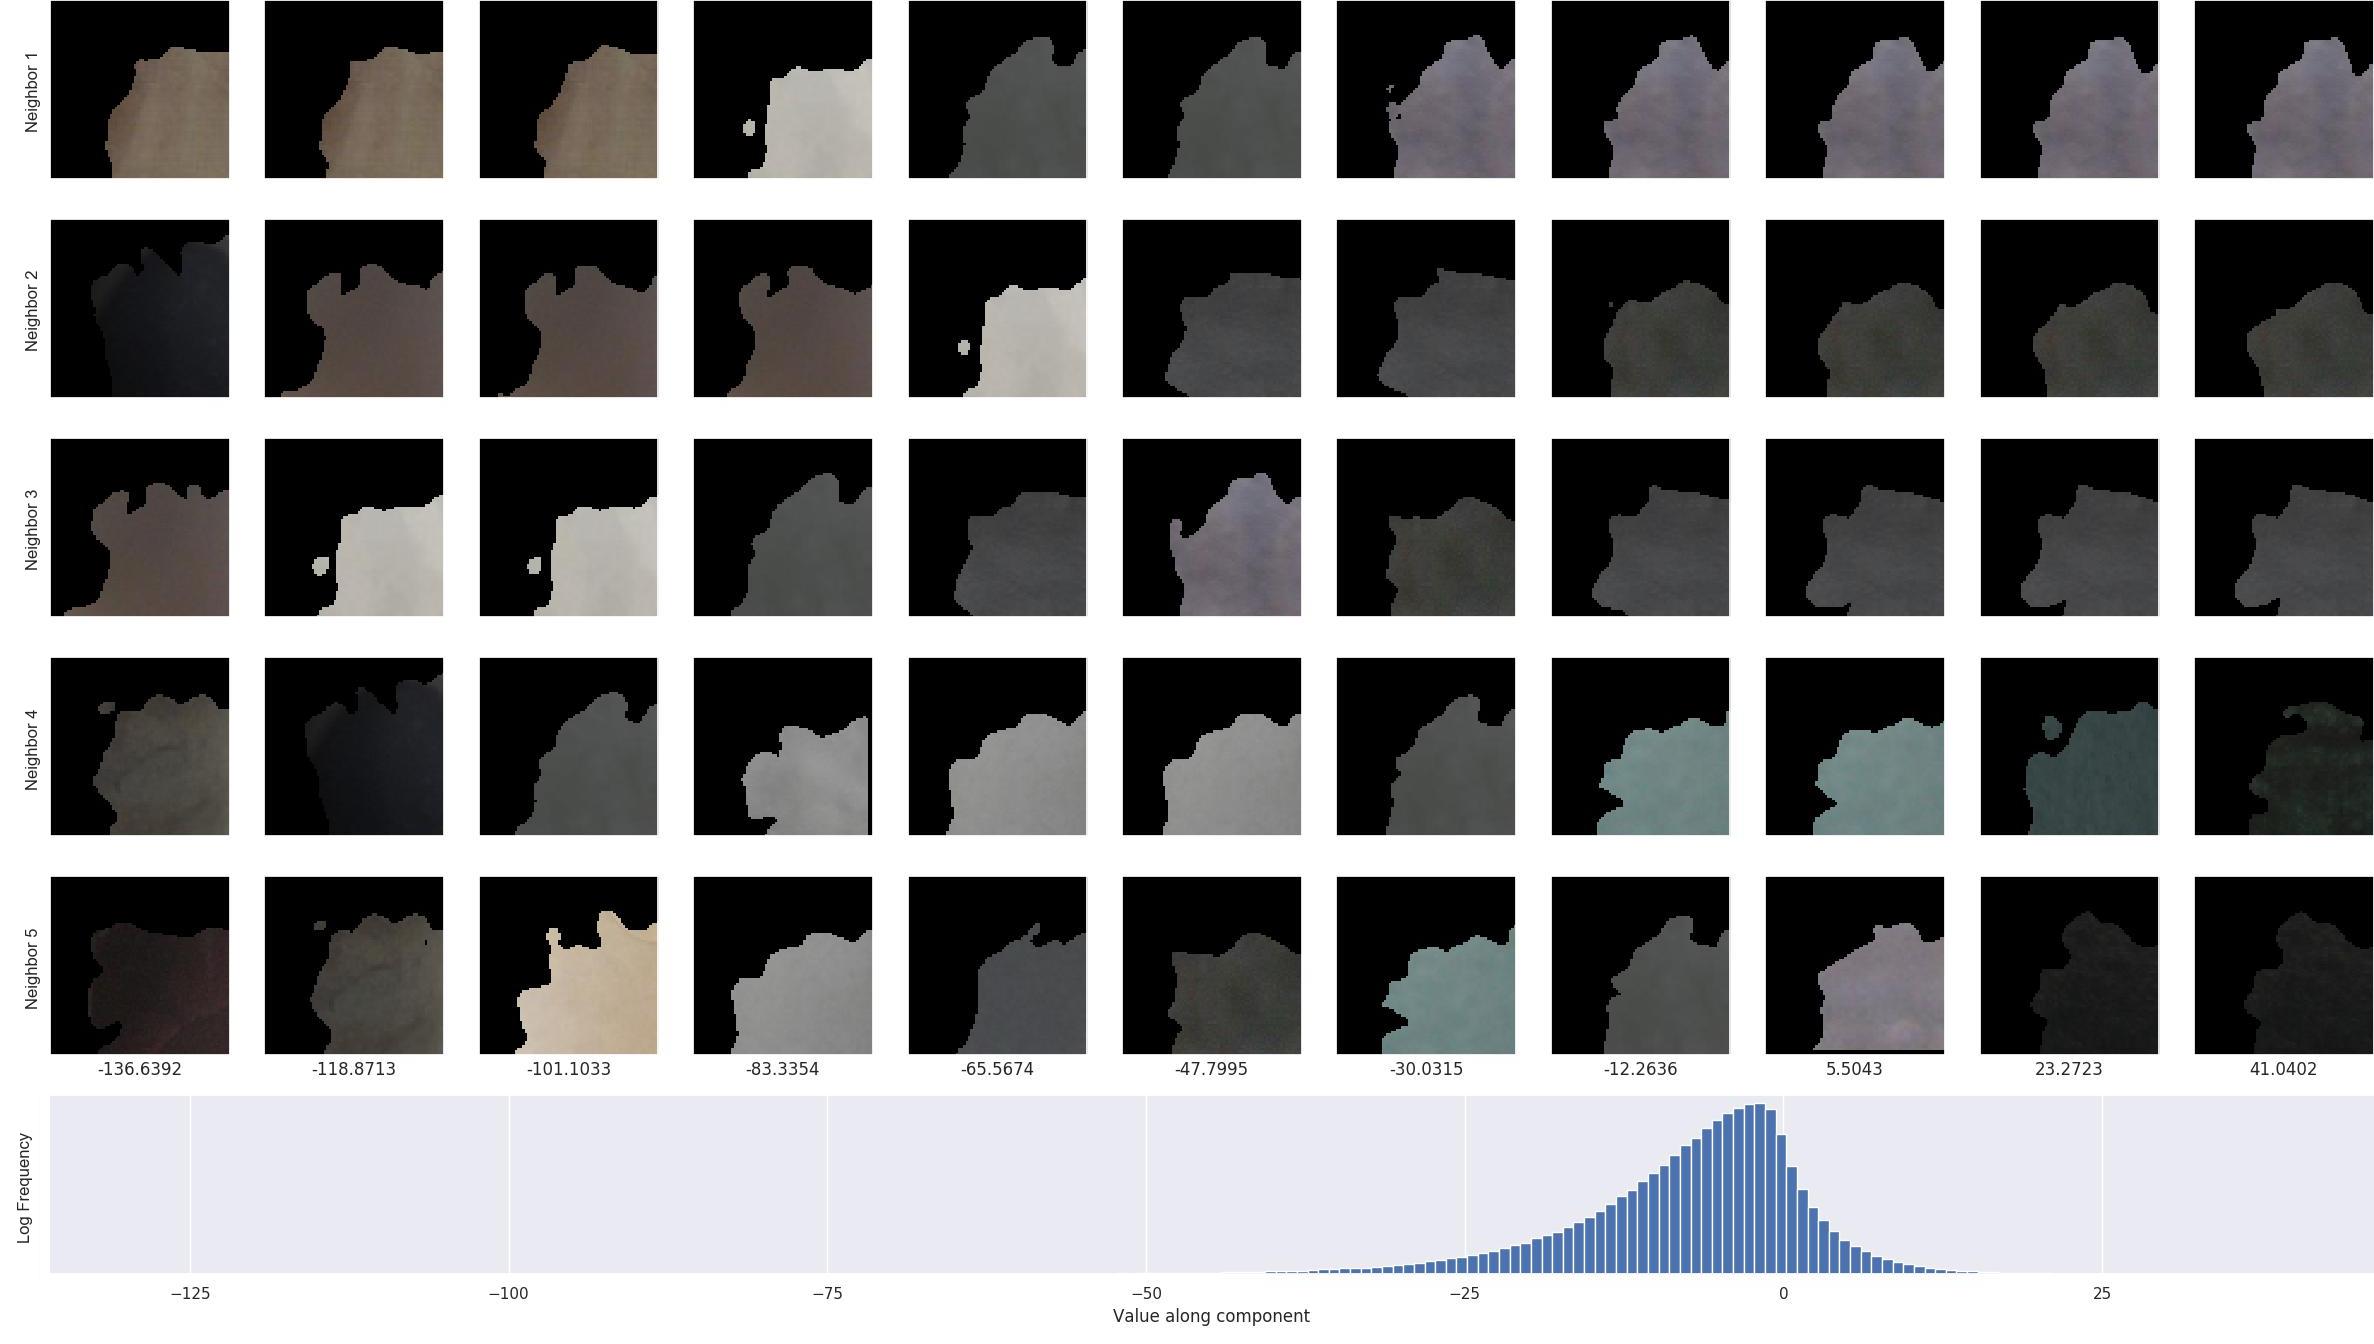 Neighbor 1
Neighbor 2
Neighbor 3
Neighbor 4
Neighbor 5
-136.6392 -118.8713 -101.1033 -83.3354 -65.5674 -47.7995 -30.0315 -12.2636 5.5043 23.2723 41.0402
Log Frequency
−125 −100 −75 −50 −25 0 25
Value along component